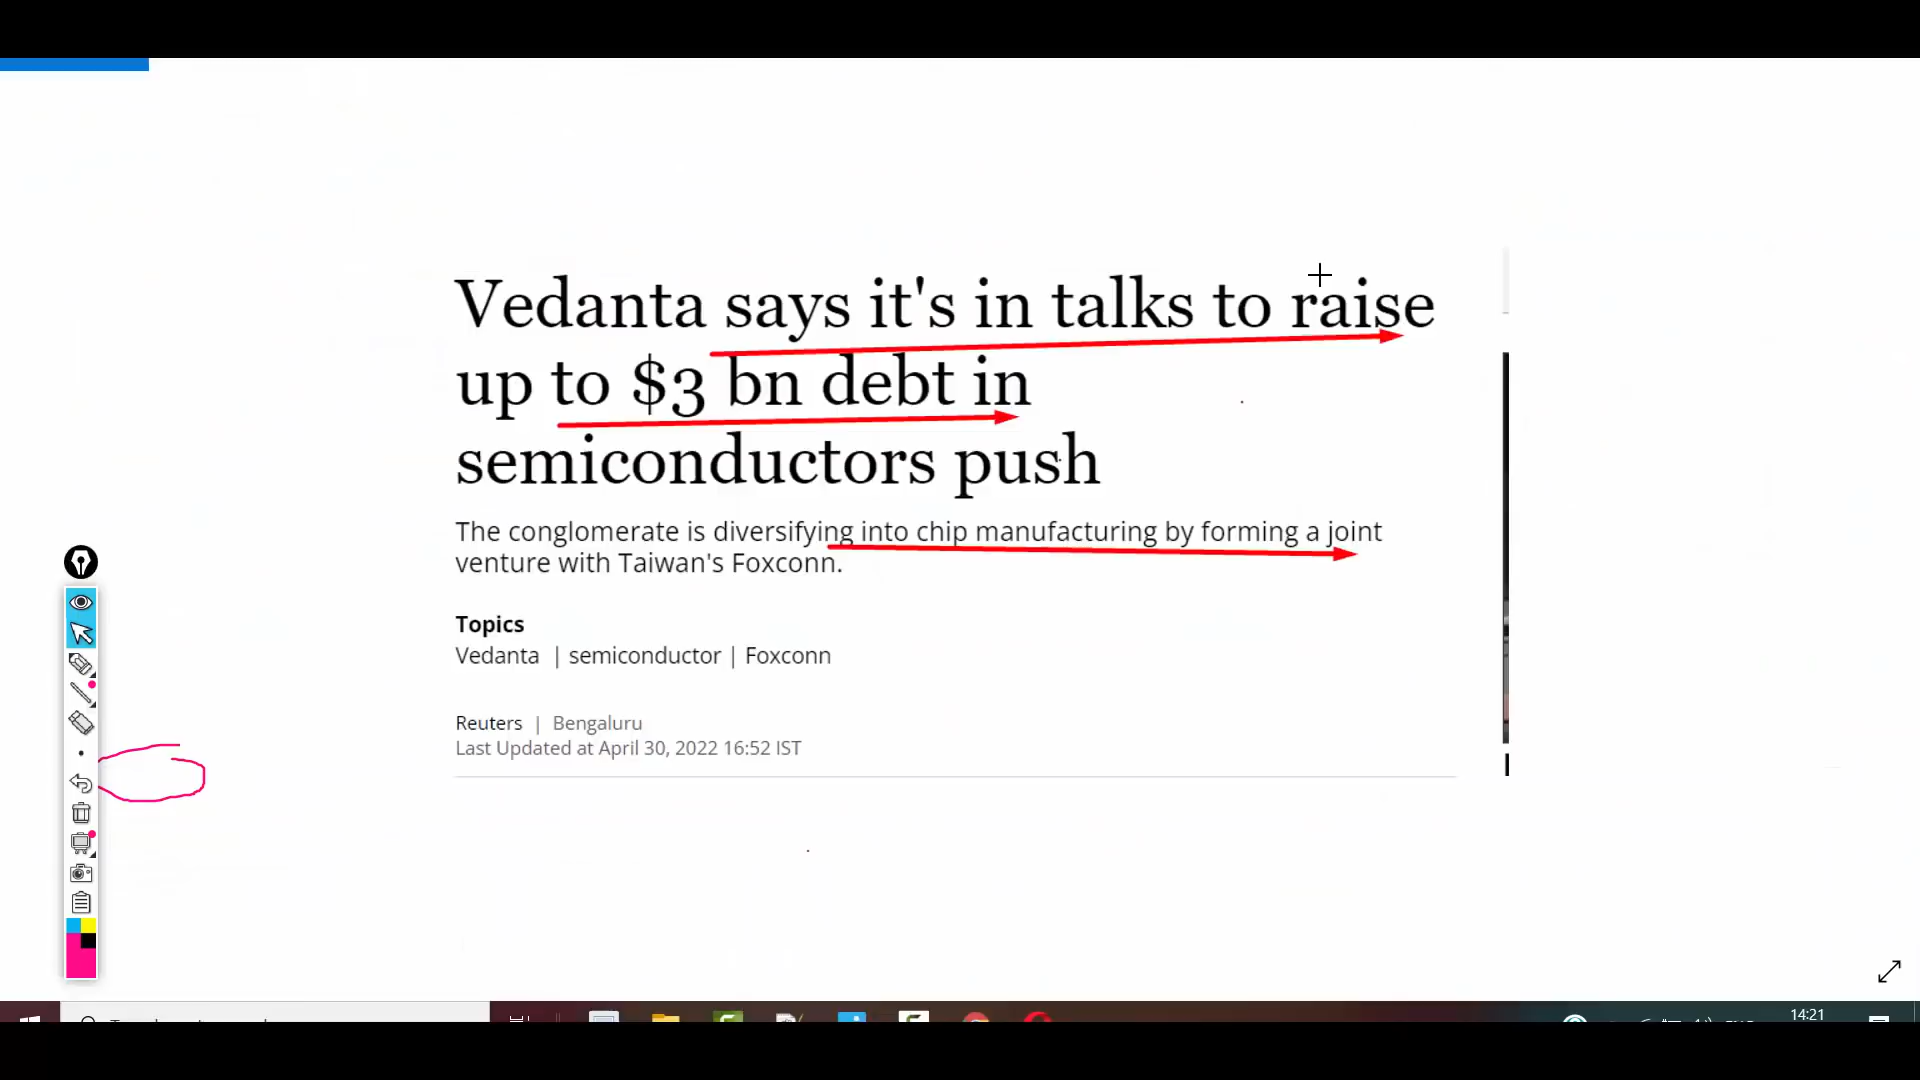 Vedanta says it's in talks to raise
up to $3 bn debt in
semiconductors push
The conglomerate is diversifying into chip manufacturing by forming a joint
venture with Taiwan's Foxconn.
Topics
Vedanta | semiconductor | Foxconn
Reuters | Bengaluru
Last Updated at April 30, 2022 16:52 IST
14:21